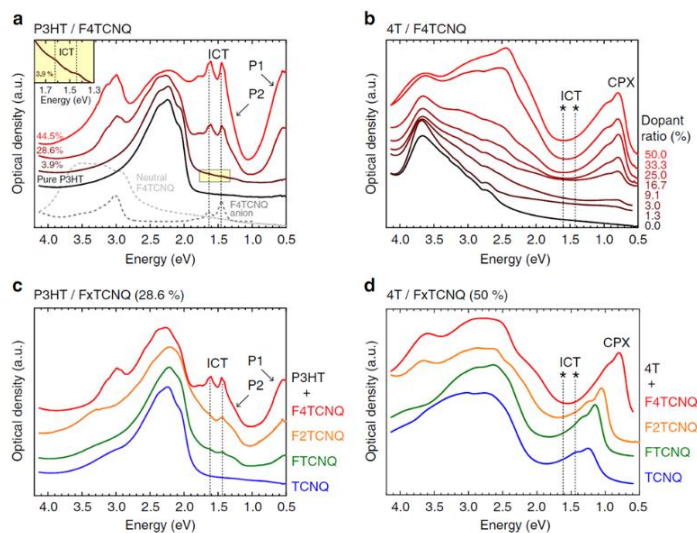 a P3HT / F4TCNQ
ICT
3.9 %
1.7 1.5 1.3
Energy (eV)
ICT
P1
P2
44.5%
28.6%
3.9%
Pure P3HT
Neutral
F4TCNQ
F4TCNQ
anion
Optical density (a.u.)
4.0 3.5 3.0 2.5 2.0 1.5 1.0 0.5
Energy (eV)
b 4T / F4TCNQ
ICT
* *
CPX
Dopant
ratio (%)
50.0
33.3
25.0
16.7
9.1
3.0
1.3
0.0
Optical density (a.u.)
4.0 3.5 3.0 2.5 2.0 1.5 1.0 0.5
Energy (eV)
c P3HT / FxTCNQ (28.6 %)
ICT
P1
P2
P3HT
+
F4TCNQ
F2TCNQ
FTCNQ
TCNQ
Optical density (a.u.)
4.0 3.5 3.0 2.5 2.0 1.5 1.0 0.5
Energy (eV)
d 4T / FxTCNQ (50 %)
ICT
* *
CPX
4T
+
F4TCNQ
F2TCNQ
FTCNQ
TCNQ
Optical density (a.u.)
4.0 3.5 3.0 2.5 2.0 1.5 1.0 0.5
Energy (eV)